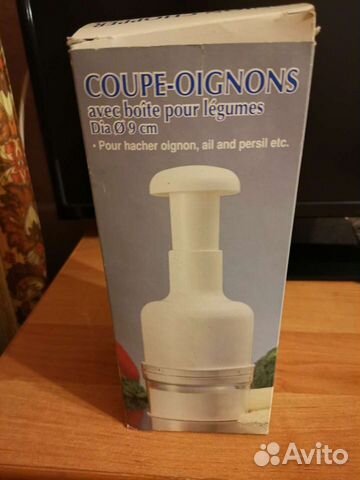 COUPE-OIGNONS
avec boîte pour légumes
Dia Ø 9 cm
• Pour hacher oignon, ail and persil etc.
Avito